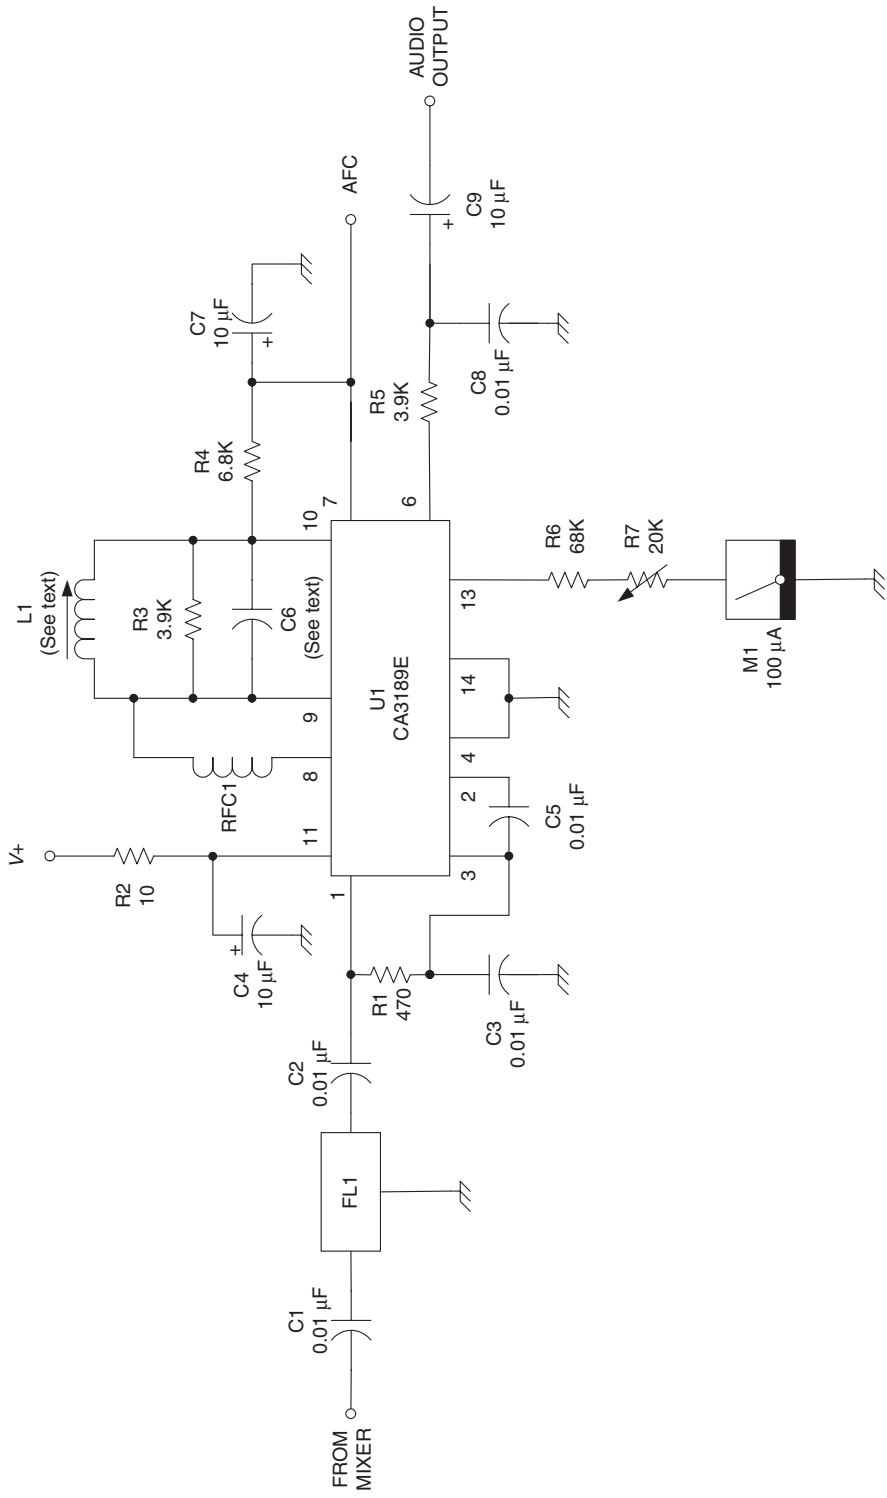 FROM
MIXER
C1
0.01 µF
FL1
C2
0.01 µF
R1
470
C3
0.01 µF
V+
R2
10
C4
10 µF
+
RFC1
L1
(See text)
R3
3.9K
C6
(See text)
R4
6.8K
C7
10 µF
+
AFC
U1
CA3189E
1
11
8
9
10
7
6
3
2
4
14
13
C5
0.01 µF
R5
3.9K
C8
0.01 µF
C9
10 µF
+
AUDIO
OUTPUT
R6
68K
R7
20K
M1
100 µA